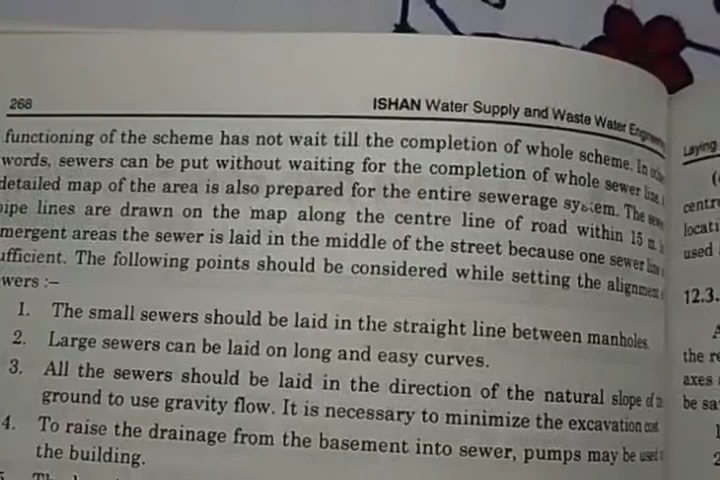 268
ISHAN Water Supply and Waste Water
functioning of the scheme has not wait till the completion of whole scheme. In
words, sewers can be put without waiting for the completion of whole sewer line.
detailed map of the area is also prepared for the entire sewerage system. The
pipe lines are drawn on the map along the centre line of road within 15 m
mergent areas the sewer is laid in the middle of the street because one sewer line
ufficient. The following points should be considered while setting the alignment
wers :–
1. The small sewers should be laid in the straight line between manholes.
2. Large sewers can be laid on long and easy curves.
3. All the sewers should be laid in the direction of the natural slope of
ground to use gravity flow. It is necessary to minimize the excavation cost
4. To raise the drainage from the basement into sewer, pumps may be used
the building.
Laying
centr
locati
used
12.3.
the r
axes
be sa
1
2